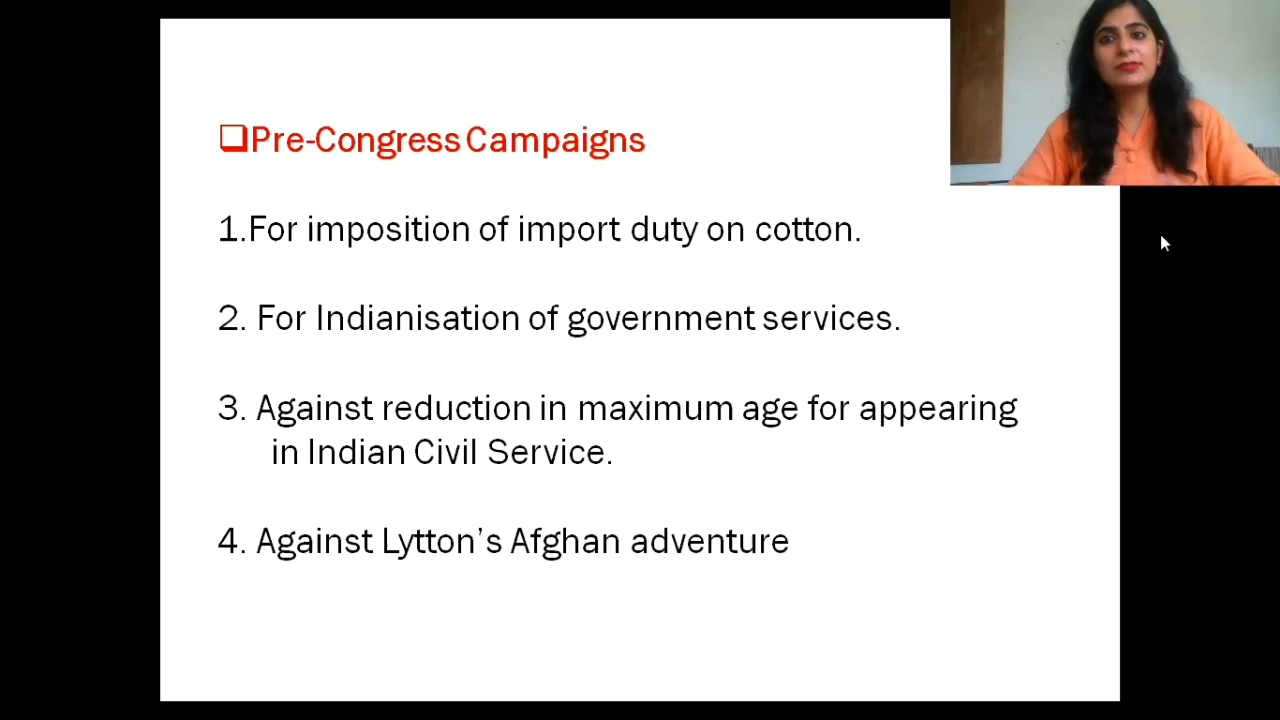 ❑Pre-Congress Campaigns
1.For imposition of import duty on cotton.
2. For Indianisation of government services.
3. Against reduction in maximum age for appearing
in Indian Civil Service.
4. Against Lytton’s Afghan adventure